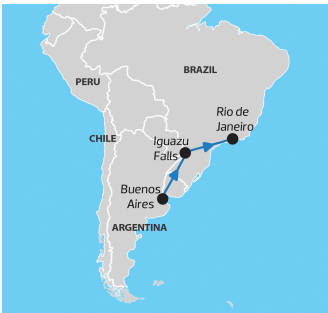 BRAZIL
PERU
Rio de
Janeiro
CHILE
Iguazu
Falls
Buenos
Aires
ARGENTINA